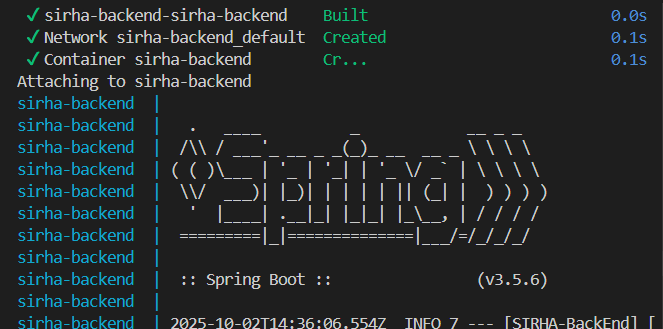 ✓ sirha-backend-sirha-backend Built 0.0s
✓ Network sirha-backend_default Created 0.1s
✓ Container sirha-backend Cr... 0.1s
Attaching to sirha-backend
sirha-backend |
sirha-backend |   .   ____          _            __ _ _
sirha-backend |  /\\ / ___'_ __ _ _(_)_ __  __ _ \ \ \ \
sirha-backend | ( ( )\___ | '_ | '_| | '_ \/ _` | \ \ \ \
sirha-backend |  \\/  ___)| |_)| | | | | || (_| |  ) ) ) )
sirha-backend |   '  |____| .__|_| |_|_| |_\__, | / / / /
sirha-backend |  =========|_|==============|___/=/_/_/_/
sirha-backend |
sirha-backend |  :: Spring Boot ::                (v3.5.6)
sirha-backend |
sirha-backend | 2025-10-02T14:36:06.554Z  INFO 7 --- [SIRHA-BackEnd] [